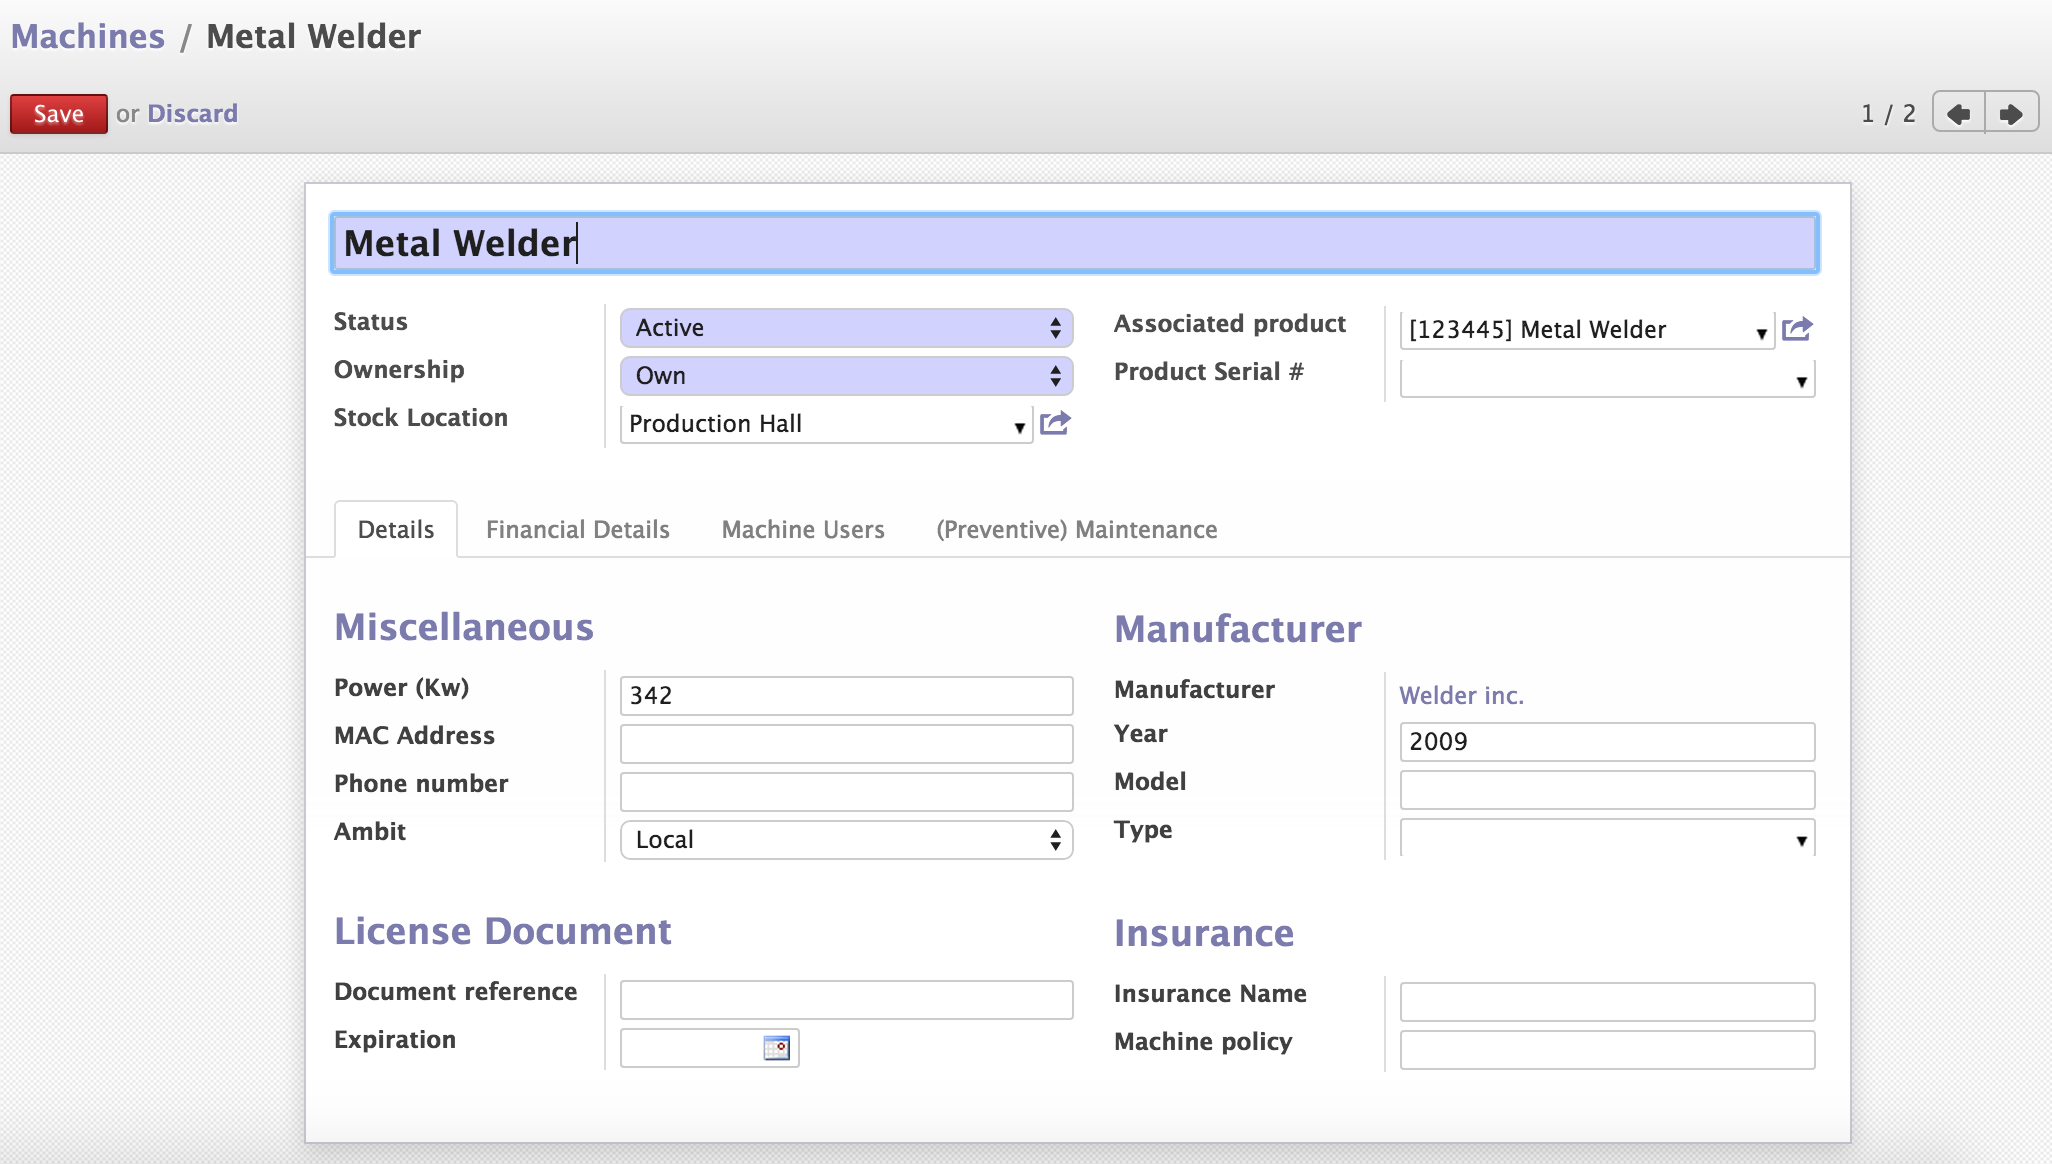 Machines / Metal Welder
Save or Discard
1 / 2
Metal Welder
Status
Active
Ownership
Own
Stock Location
Production Hall
Associated product
[123445] Metal Welder
Product Serial #
Details
Financial Details
Machine Users
(Preventive) Maintenance
Miscellaneous
Power (Kw)
342
MAC Address
Phone number
Ambit
Local
Manufacturer
Manufacturer
Welder inc.
Year
2009
Model
Type
License Document
Document reference
Expiration
Insurance
Insurance Name
Machine policy